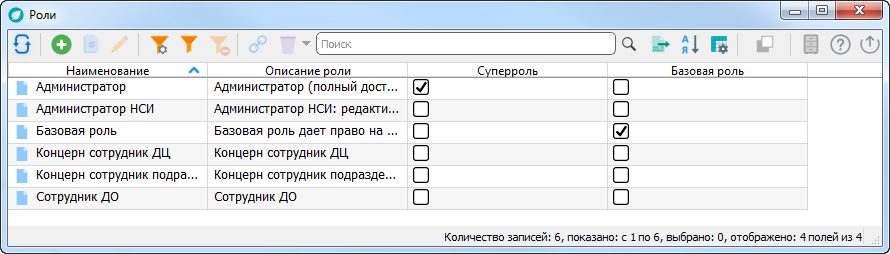 Роли
Поиск
А
Я
Наименование Описание роли Суперроль Базовая роль
Администратор Администратор (полный дост...
Администратор НСИ Администратор НСИ: редакти...
Базовая роль Базовая роль дает право на ...
Концерн сотрудник ДЦ Концерн сотрудник ДЦ
Концерн сотрудник подра... Концерн сотрудник подразде...
Сотрудник ДО Сотрудник ДО
Количество записей: 6, показано: с 1 по 6, выбрано: 0, отображено: 4 полей из 4